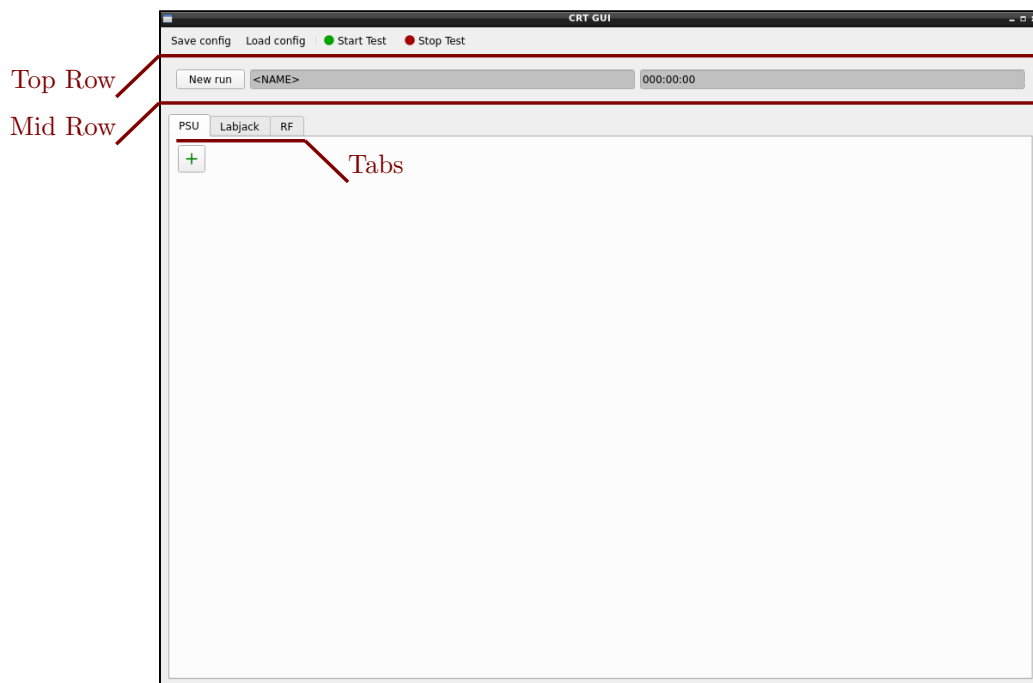 CRT GUI
Save config Load config Start Test Stop Test
Top Row
New run <NAME> 000:00:00
Mid Row
PSU Labjack RF
+
Tabs